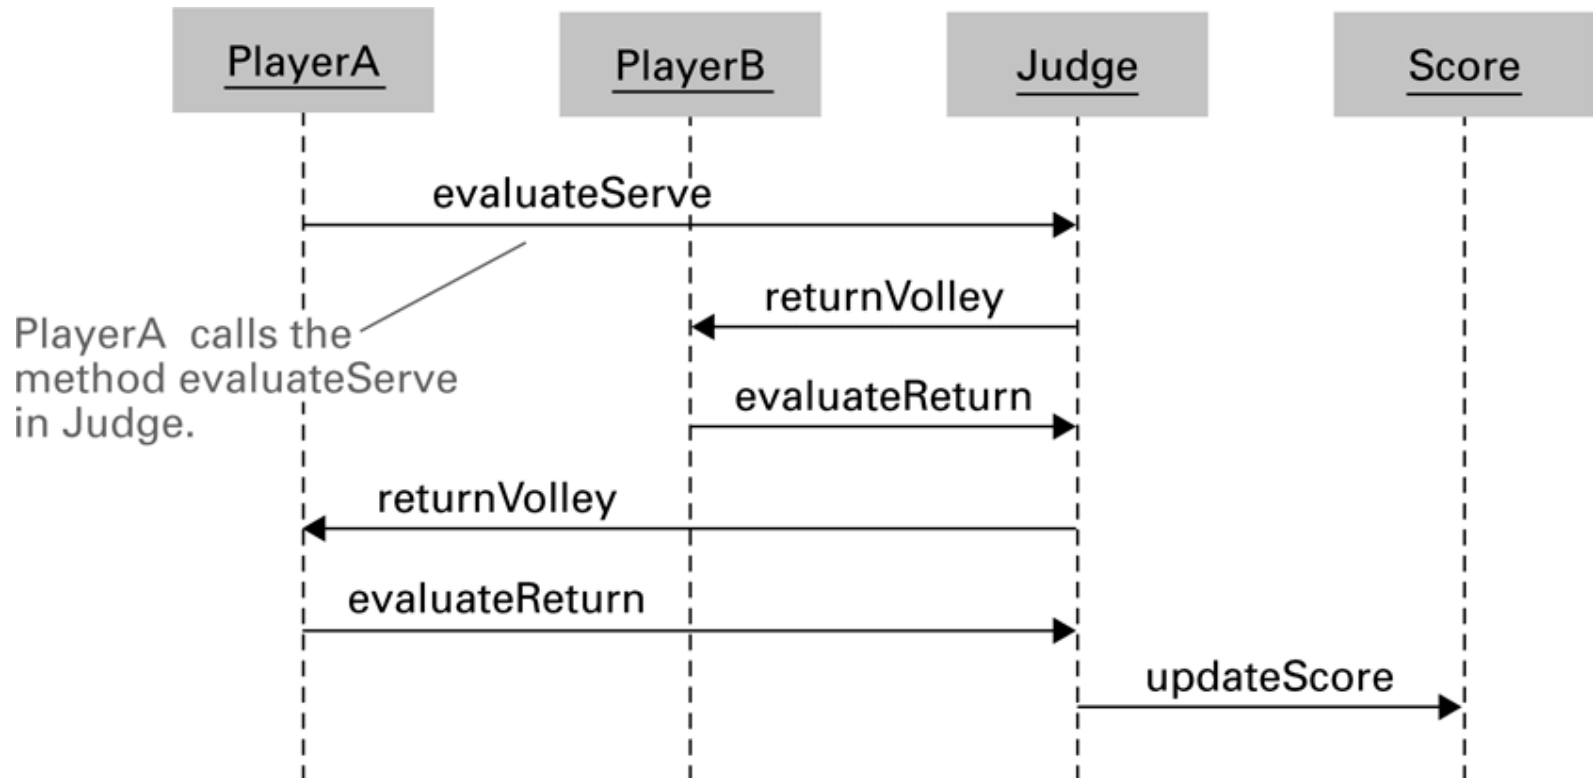 PlayerA
PlayerB
Judge
Score
evaluateServe
returnVolley
PlayerA calls the
method evaluateServe
in Judge.
evaluateReturn
returnVolley
evaluateReturn
updateScore